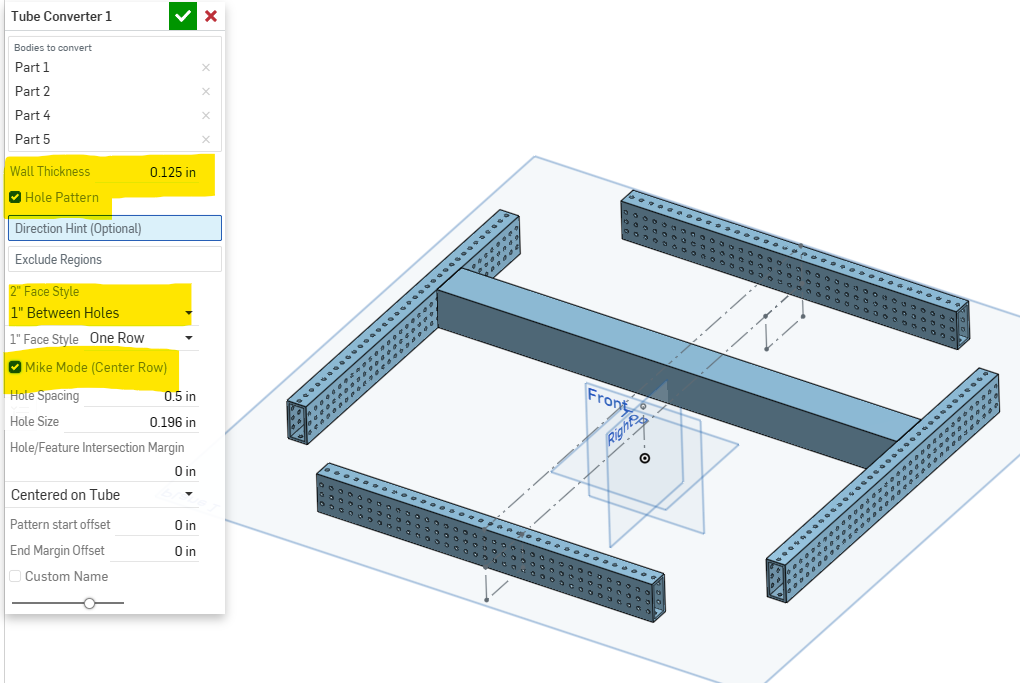 Tube Converter 1
Bodies to convert
Part 1
Part 2
Part 4
Part 5
Wall Thickness 0.125 in
Hole Pattern
Direction Hint (Optional)
Exclude Regions
2" Face Style
1" Between Holes
1" Face Style One Row
Mike Mode (Center Row)
Hole Spacing 0.5 in
Hole Size 0.196 in
Hole/Feature Intersection Margin
0 in
Centered on Tube
Pattern start offset 0 in
End Margin Offset 0 in
Custom Name
Front
Right